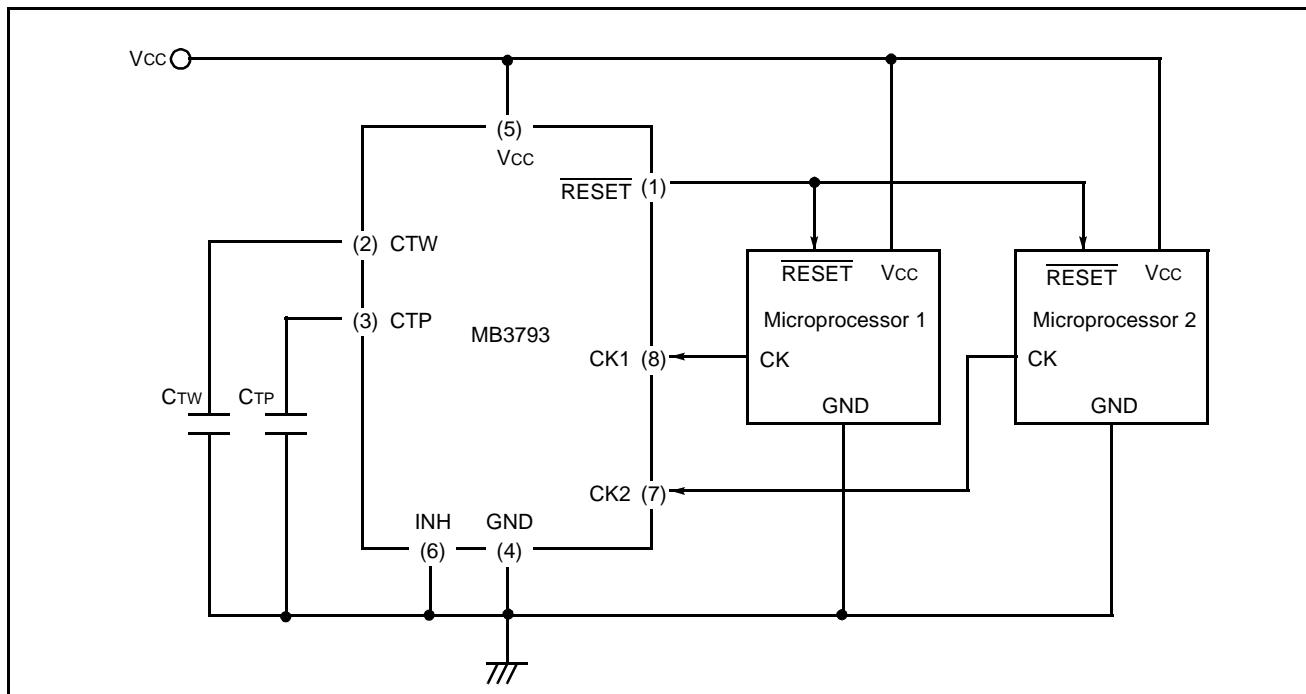 VCC
(5)
VCC
RESET (1)
(2) CTW
RESET VCC
RESET VCC
(3) CTP
MB3793
Microprocessor 1
Microprocessor 2
CK1 (8)
CK
CK
CTW
CTP
GND
GND
CK2 (7)
INH
GND
(6)
(4)